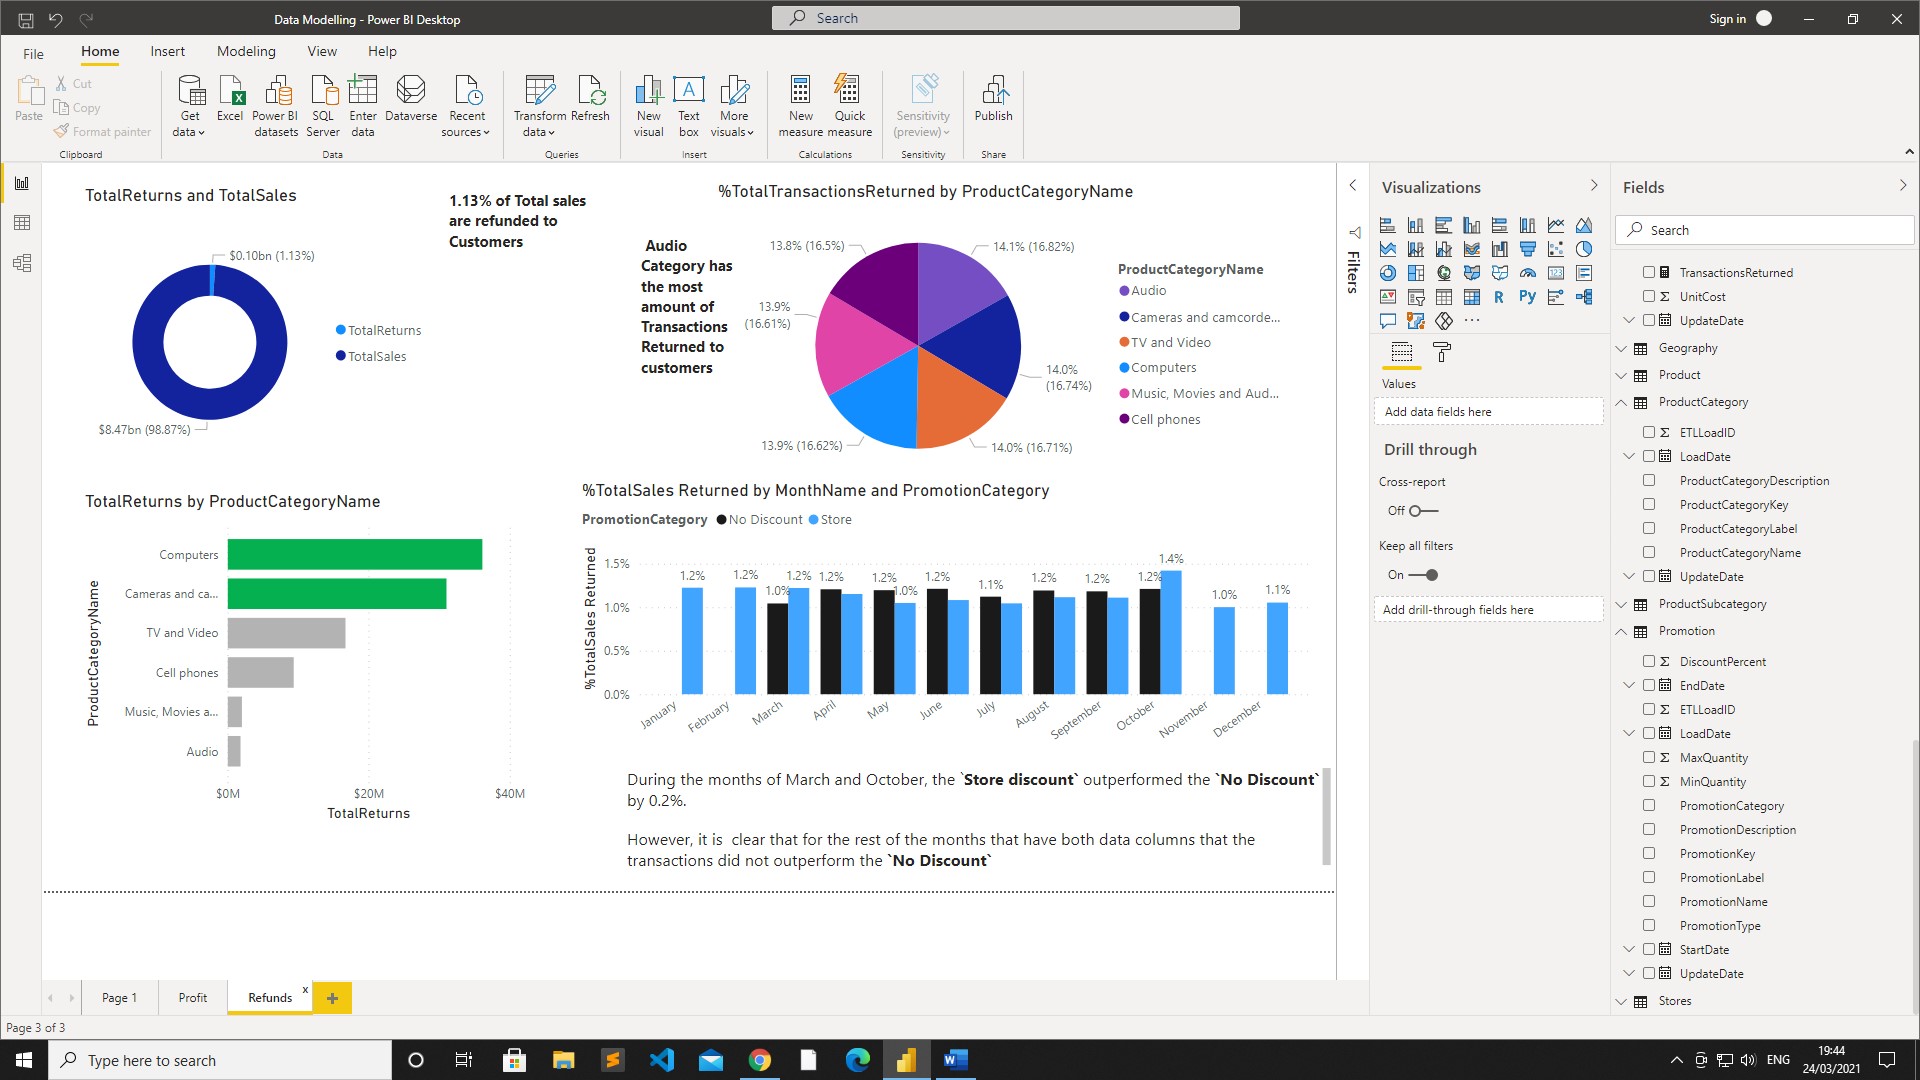 Data Modelling - Power BI Desktop
Search
Sign in
File
Home
Insert
Modeling
View
Help
Paste
Cut
Copy
Format painter
Clipboard
Get data
Excel
Power BI datasets
SQL Server
Enter data
Dataverse
Recent sources
Data
Transform data
Refresh
Queries
New visual
Text box
More visuals
Insert
New measure
Quick measure
Calculations
Sensitivity (preview)
Sensitivity
Publish
Share
TotalReturns and TotalSales
$0.10bn (1.13%)
$8.47bn (98.87%)
TotalReturns
TotalSales
1.13% of Total sales
are refunded to
Customers
%TotalTransactionsReturned by ProductCategoryName
Audio
Category has
the most
amount of
Transactions
Returned to
customers
13.8% (16.5%)
14.1% (16.82%)
13.9%
(16.61%)
14.0%
(16.74%)
13.9% (16.62%)
14.0% (16.71%)
ProductCategoryName
Audio
Cameras and camcorde...
TV and Video
Computers
Music, Movies and Aud...
Cell phones
TotalReturns by ProductCategoryName
ProductCategoryName
Computers
Cameras and ca...
TV and Video
Cell phones
Music, Movies a...
Audio
$0M
$20M
$40M
TotalReturns
%TotalSales Returned by MonthName and PromotionCategory
PromotionCategory
No Discount
Store
%TotalSales Returned
1.5%
1.0%
0.5%
0.0%
1.2%
1.2%
1.0%
1.2%
1.2%
1.2%
1.0%
1.2%
1.1%
1.2%
1.2%
1.2%
1.4%
1.0%
1.1%
January
February
March
April
May
June
July
August
September
October
November
December
During the months of March and October, the `Store discount` outperformed the `No Discount`
by 0.2%.
However, it is  clear that for the rest of the months that have both data columns that the
transactions did not outperform the `No Discount`
Filters
Visualizations
R
Py
123
...
Values
Add data fields here
Drill through
Cross-report
Off
Keep all filters
On
Add drill-through fields here
Fields
Search
TransactionsReturned
Σ UnitCost
UpdateDate
Geography
Product
ProductCategory
Σ ETLLoadID
LoadDate
ProductCategoryDescription
ProductCategoryKey
ProductCategoryLabel
ProductCategoryName
UpdateDate
ProductSubcategory
Promotion
Σ DiscountPercent
EndDate
Σ ETLLoadID
LoadDate
Σ MaxQuantity
Σ MinQuantity
PromotionCategory
PromotionDescription
PromotionKey
PromotionLabel
PromotionName
PromotionType
StartDate
UpdateDate
Stores
Page 1
Profit
Refunds
x
+
Page 3 of 3
Type here to search
ENG
19:44
24/03/2021